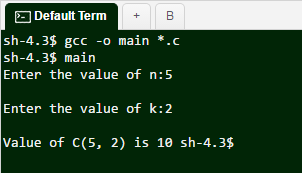 Default Term + B
sh-4.3$ gcc -o main *.c
sh-4.3$ main
Enter the value of n:5
Enter the value of k:2
Value of C(5, 2) is 10 sh-4.3$